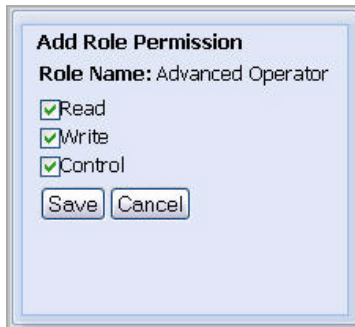 Add Role Permission
Role Name: Advanced Operator
Read
Write
Control
Save Cancel